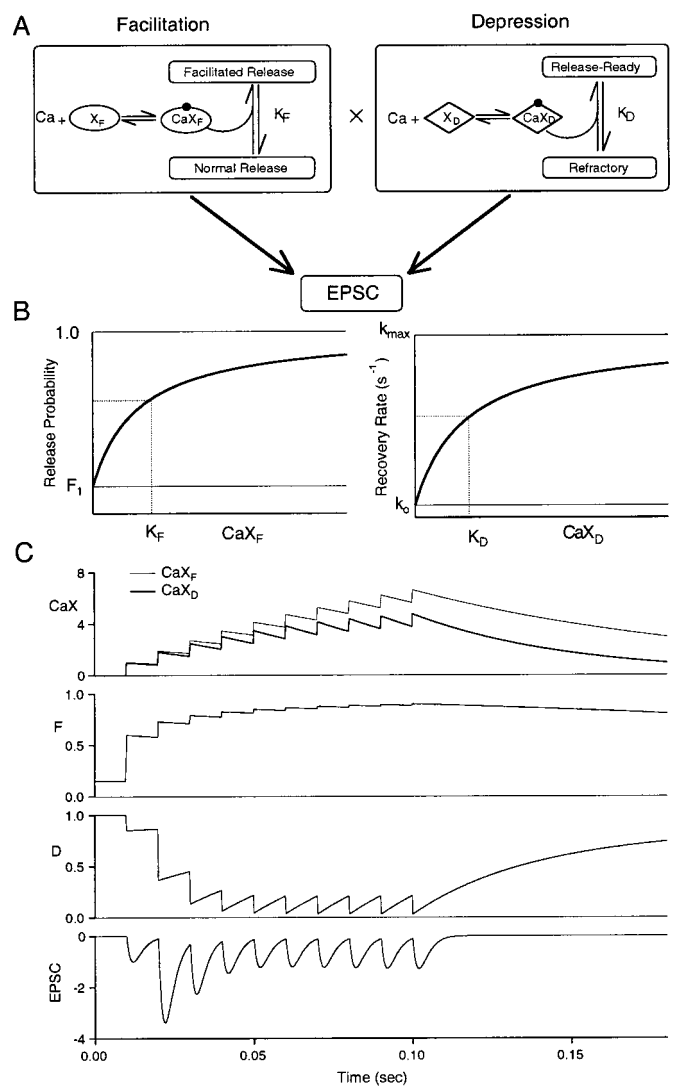 A
Facilitation
Depression
Facilitated Release
Ca + X_F CaX_F K_F
Normal Release
×
Release-Ready
Ca + X_D CaX_D K_D
Refractory
EPSC
B
1.0
Release Probability
F_1
K_F CaX_F
k_max
Recovery Rate (s^-1)
k_o
K_D CaX_D
C
CaX_F
CaX_D
8
CaX
4
0
1.0
F
0.5
0.0
1.0
D
0.5
0.0
0
EPSC
-2
-4
0.00 0.05 0.10 0.15
Time (sec)